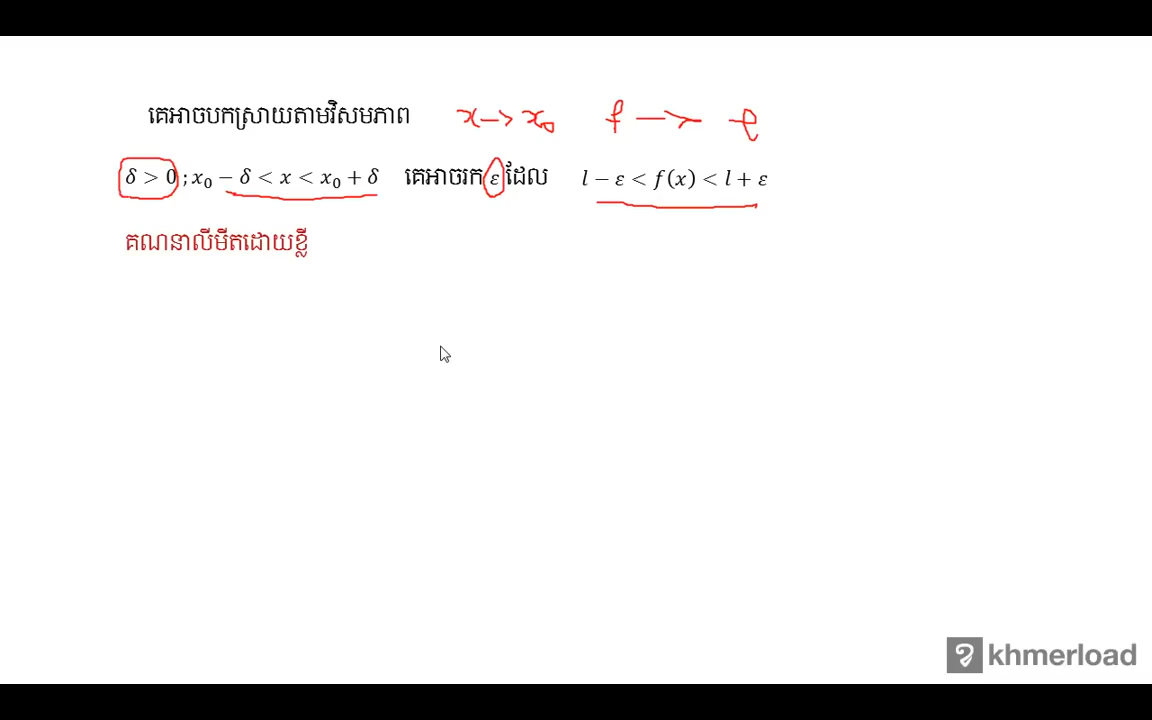 គេអាចបកស្រាយតាមវិសមភាព x → x₀ f → l
δ > 0 ; x₀ − δ < x < x₀ + δ គេអាចរក ε ដែល l − ε < f(x) < l + ε
គណនាលីមីតដោយខ្លី
khmerload